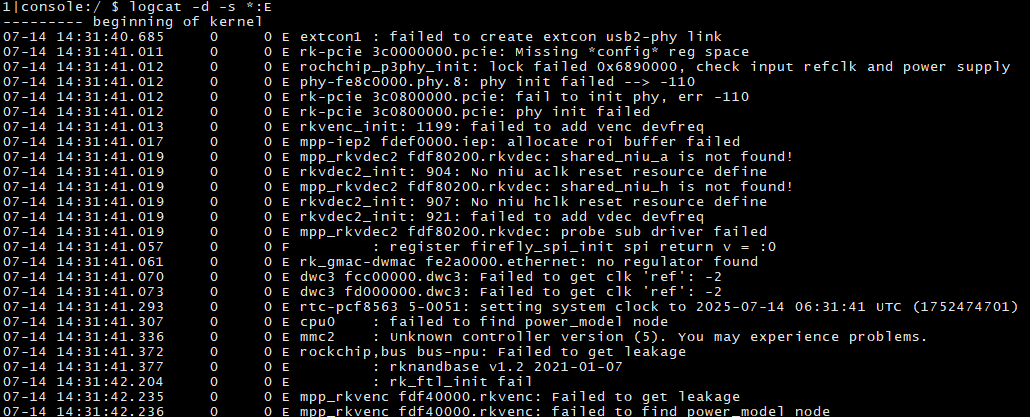 1|console:/ $ logcat -d -s *:E
--------- beginning of kernel
07-14 14:31:40.685     0     0 E extcon1 : failed to create extcon usb2-phy link
07-14 14:31:41.011     0     0 E rk-pcie 3c0000000.pcie: Missing *config* reg space
07-14 14:31:41.012     0     0 E rochchip_p3phy_init: lock failed 0x6890000, check input refclk and power supply
07-14 14:31:41.012     0     0 E phy-fe8c0000.phy.8: phy init failed --> -110
07-14 14:31:41.012     0     0 E rk-pcie 3c0800000.pcie: fail to init phy, err -110
07-14 14:31:41.012     0     0 E rk-pcie 3c0800000.pcie: phy init failed
07-14 14:31:41.013     0     0 E rkvenc_init: 1199: failed to add venc devfreq
07-14 14:31:41.017     0     0 E mpp-iep2 fdef0000.iep: allocate roi buffer failed
07-14 14:31:41.019     0     0 E mpp_rkvdec2 fdf80200.rkvdec: shared_niu_a is not found!
07-14 14:31:41.019     0     0 E rkvdec2_init: 904: No niu aclk reset resource define
07-14 14:31:41.019     0     0 E mpp_rkvdec2 fdf80200.rkvdec: shared_niu_h is not found!
07-14 14:31:41.019     0     0 E rkvdec2_init: 907: No niu hclk reset resource define
07-14 14:31:41.019     0     0 E rkvdec2_init: 921: failed to add vdec devfreq
07-14 14:31:41.019     0     0 E mpp_rkvdec2 fdf80200.rkvdec: probe sub driver failed
07-14 14:31:41.057     0     0 F         : register firefly_spi_init spi return v = :0
07-14 14:31:41.061     0     0 E rk_gmac-dwmac fe2a0000.ethernet: no regulator found
07-14 14:31:41.070     0     0 E dwc3 fcc00000.dwc3: Failed to get clk 'ref': -2
07-14 14:31:41.073     0     0 E dwc3 fd000000.dwc3: Failed to get clk 'ref': -2
07-14 14:31:41.293     0     0 E rtc-pcf8563 5-0051: setting system clock to 2025-07-14 06:31:41 UTC (1752474701)
07-14 14:31:41.307     0     0 E cpu0    : failed to find power_model node
07-14 14:31:41.336     0     0 E mmc2    : Unknown controller version (5). You may experience problems.
07-14 14:31:41.372     0     0 E rockchip,bus bus-npu: Failed to get leakage
07-14 14:31:41.377     0     0 E         : rknandbase v1.2 2021-01-07
07-14 14:31:42.204     0     0 E         : rk_ftl_init fail
07-14 14:31:42.235     0     0 E mpp_rkvenc fdf40000.rkvenc: Failed to get leakage
07-14 14:31:42.236     0     0 E mpp_rkvenc fdf40000.rkvenc: failed to find power_model node